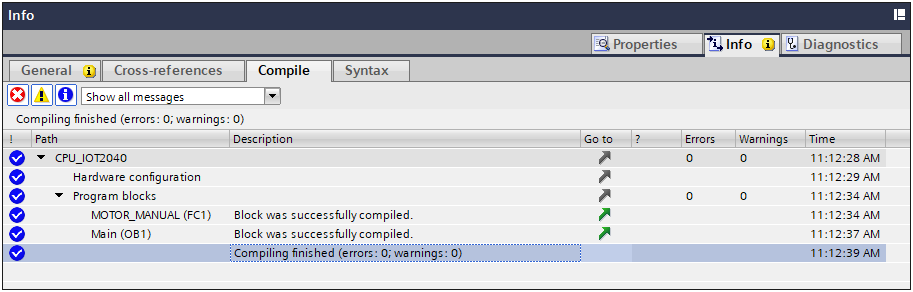 Info
Properties Info Diagnostics
General Cross-references Compile Syntax
Show all messages
Compiling finished (errors: 0; warnings: 0)
! Path Description Go to ? Errors Warnings Time
CPU_IOT2040 0 0 11:12:28 AM
Hardware configuration 11:12:29 AM
Program blocks 0 0 11:12:34 AM
MOTOR_MANUAL (FC1) Block was successfully compiled. 11:12:34 AM
Main (OB1) Block was successfully compiled. 11:12:37 AM
Compiling finished (errors: 0; warnings: 0) 11:12:39 AM